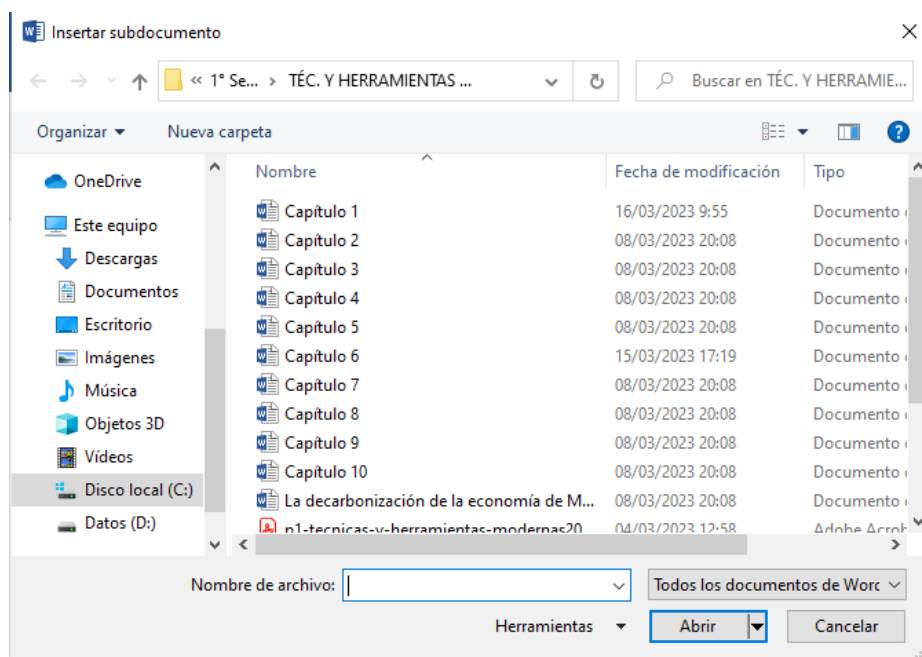 Insertar subdocumento
« 1° Se... › TÉC. Y HERRAMIENTAS ...
Buscar en TÉC. Y HERRAMIE...
Organizar
Nueva carpeta
Nombre
Fecha de modificación
Tipo
OneDrive
Este equipo
Descargas
Documentos
Escritorio
Imágenes
Música
Objetos 3D
Vídeos
Disco local (C:)
Datos (D:)
Capítulo 1 16/03/2023 9:55 Documento
Capítulo 2 08/03/2023 20:08 Documento
Capítulo 3 08/03/2023 20:08 Documento
Capítulo 4 08/03/2023 20:08 Documento
Capítulo 5 08/03/2023 20:08 Documento
Capítulo 6 15/03/2023 17:19 Documento
Capítulo 7 08/03/2023 20:08 Documento
Capítulo 8 08/03/2023 20:08 Documento
Capítulo 9 08/03/2023 20:08 Documento
Capítulo 10 08/03/2023 20:08 Documento
La decarbonización de la economía de M... 08/03/2023 20:08 Documento
n1-tecnicas-y-herramientas-modernas20 04/03/2023 12:58 Adobe Acrob
Nombre de archivo:
Todos los documentos de Worc
Herramientas
Abrir
Cancelar